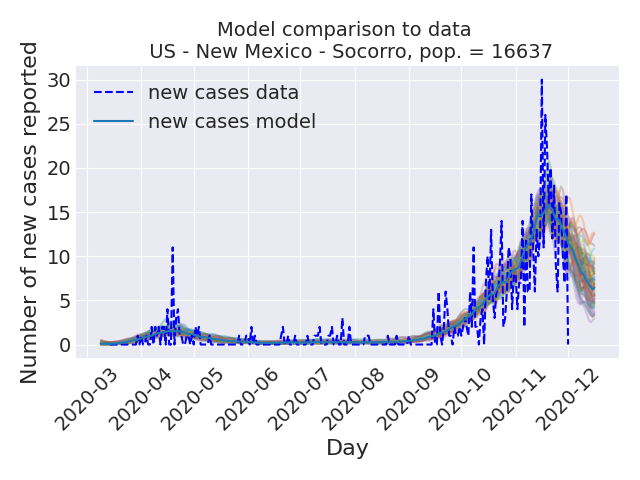 Model comparison to data
US - New Mexico - Socorro, pop. = 16637
Number of new cases reported
30
25
20
15
10
5
0
new cases data
new cases model
2020-03
2020-04
2020-05
2020-06
2020-07
2020-08
2020-09
2020-10
2020-11
2020-12
Day